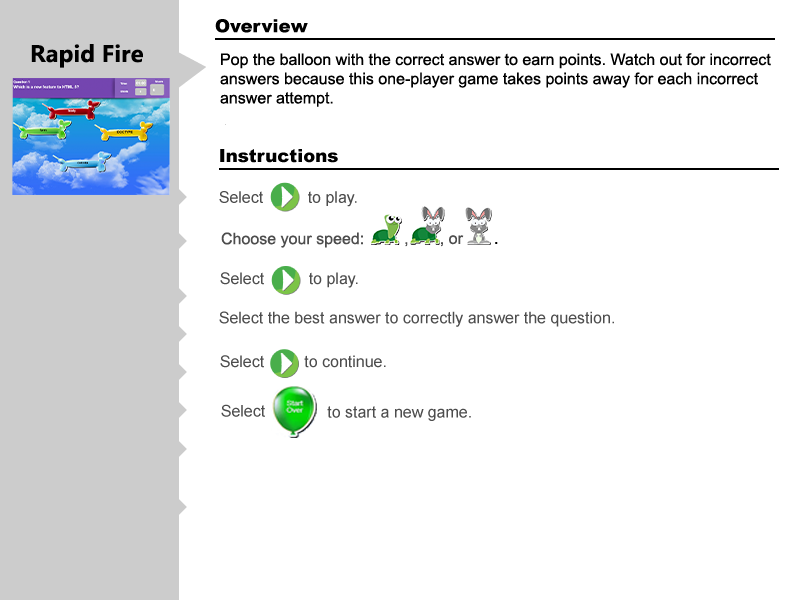 Rapid Fire
Question 1
Which is a new feature in HTML 5?
DOCTYPE
Overview
Pop the balloon with the correct answer to earn points. Watch out for incorrect
answers because this one-player game takes points away for each incorrect
answer attempt.
Instructions
Select to play.
Choose your speed: , , or .
Select to play.
Select the best answer to correctly answer the question.
Select to continue.
Select Start Over to start a new game.